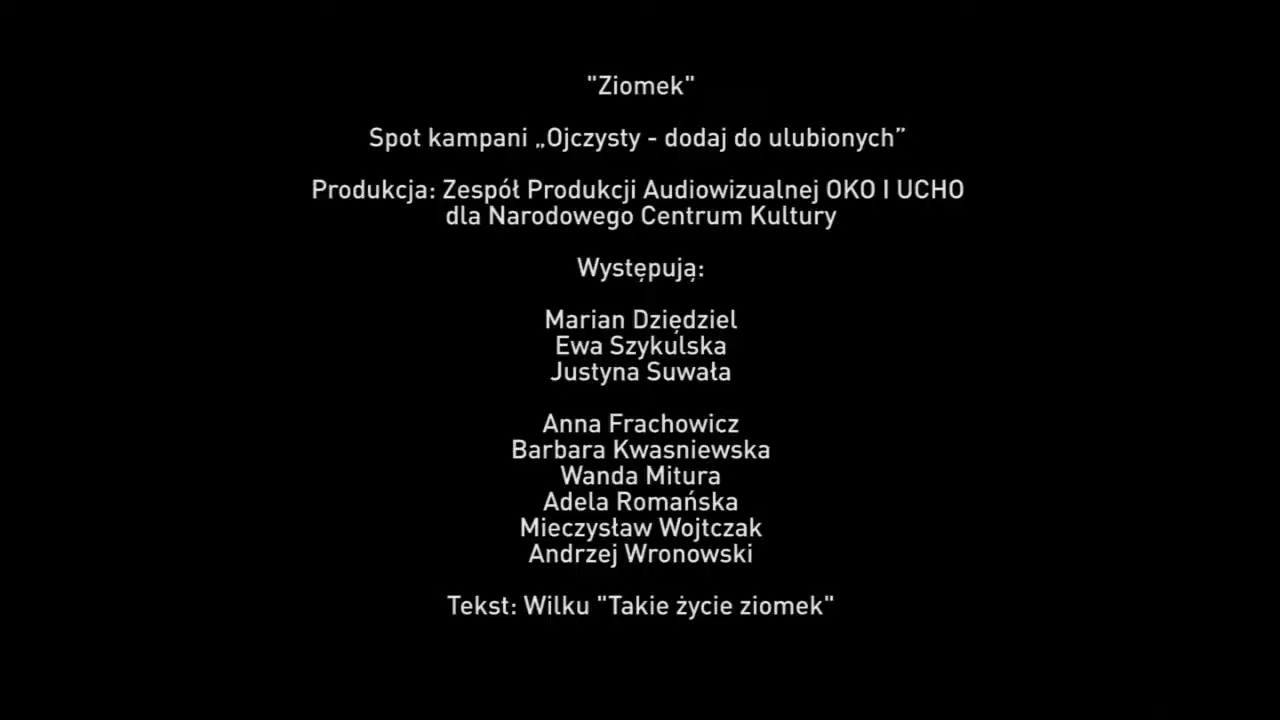 "Ziomek"
Spot kampani „Ojczysty - dodaj do ulubionych”
Produkcja: Zespół Produkcji Audiowizualnej OKO I UCHO
dla Narodowego Centrum Kultury
Występują:
Marian Dziędziel
Ewa Szykulska
Justyna Suwała
Anna Frachowicz
Barbara Kwasniewska
Wanda Mitura
Adela Romańska
Mieczysław Wojtczak
Andrzej Wronowski
Tekst: Wilku "Takie życie ziomek"